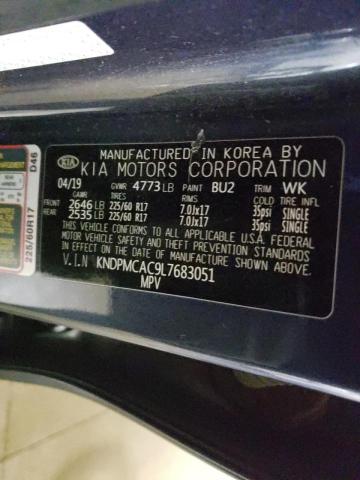 MANUFACTURED IN KOREA BY
KIA KIA MOTORS CORPORATION
04/19 GVWR 4773LB PAINT BU2 TRIM WK
GAWR TIRES RIMS COLD TIRE INFL
FRONT 2646 LB 225/60 R17 7.0Jx17 35psi SINGLE
REAR 2535 LB 225/60 R17 7.0Jx17 35psi SINGLE
THIS VEHICLE CONFORMS TO ALL APPLICABLE U.S.A. FEDERAL
MOTOR VEHICLE SAFETY AND THEFT PREVENTION STANDARDS
IN EFFECT ON THE DATE OF MANUFACTURE SHOWN ABOVE.
V.I.N KNDPMCAC9L7683051
MPV
225/60R17 D46